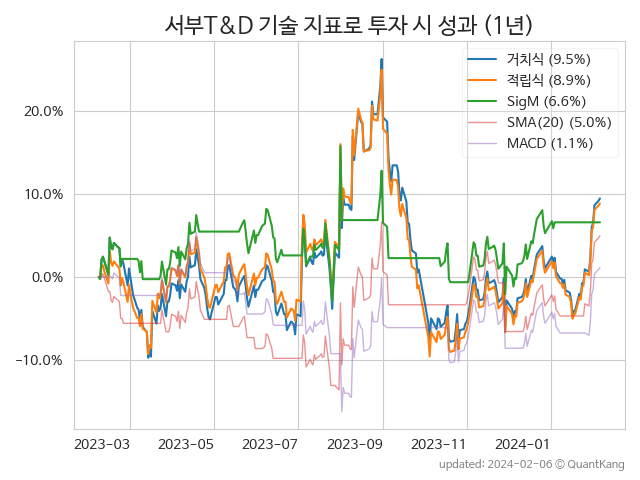 서부T&D 기술 지표로 투자 시 성과 (1년)
거치식 (9.5%)
적립식 (8.9%)
SigM (6.6%)
SMA(20) (5.0%)
MACD (1.1%)
20.0%
10.0%
0.0%
−10.0%
2023-03 2023-05 2023-07 2023-09 2023-11 2024-01
updated: 2024-02-06 © QuantKang